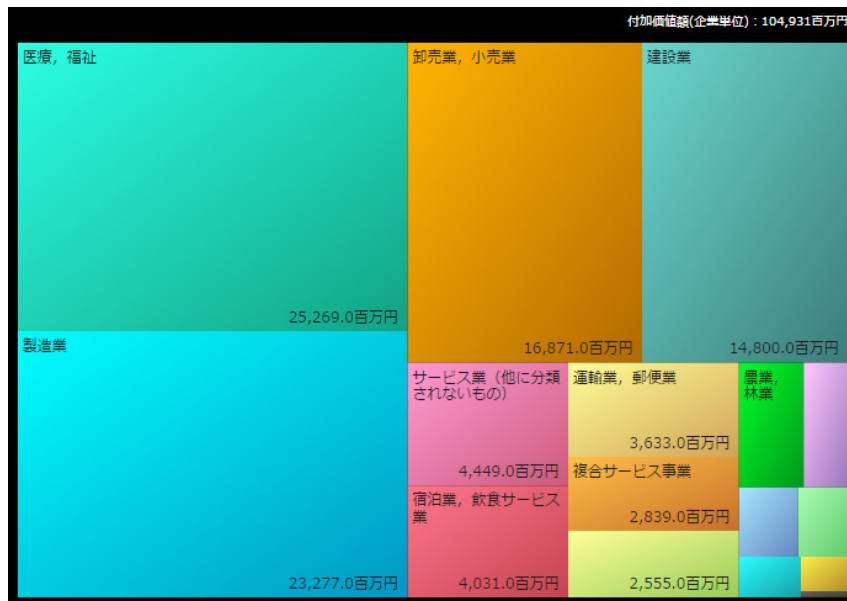 付加価値額(企業単位)：104,931百万円
医療，福祉
25,269.0百万円
製造業
23,277.0百万円
卸売業，小売業
16,871.0百万円
建設業
14,800.0百万円
サービス業（他に分類
されないもの）
4,449.0百万円
宿泊業，飲食サービス
業
4,031.0百万円
運輸業，郵便業
3,633.0百万円
複合サービス事業
2,839.0百万円
2,555.0百万円
農業，
林業